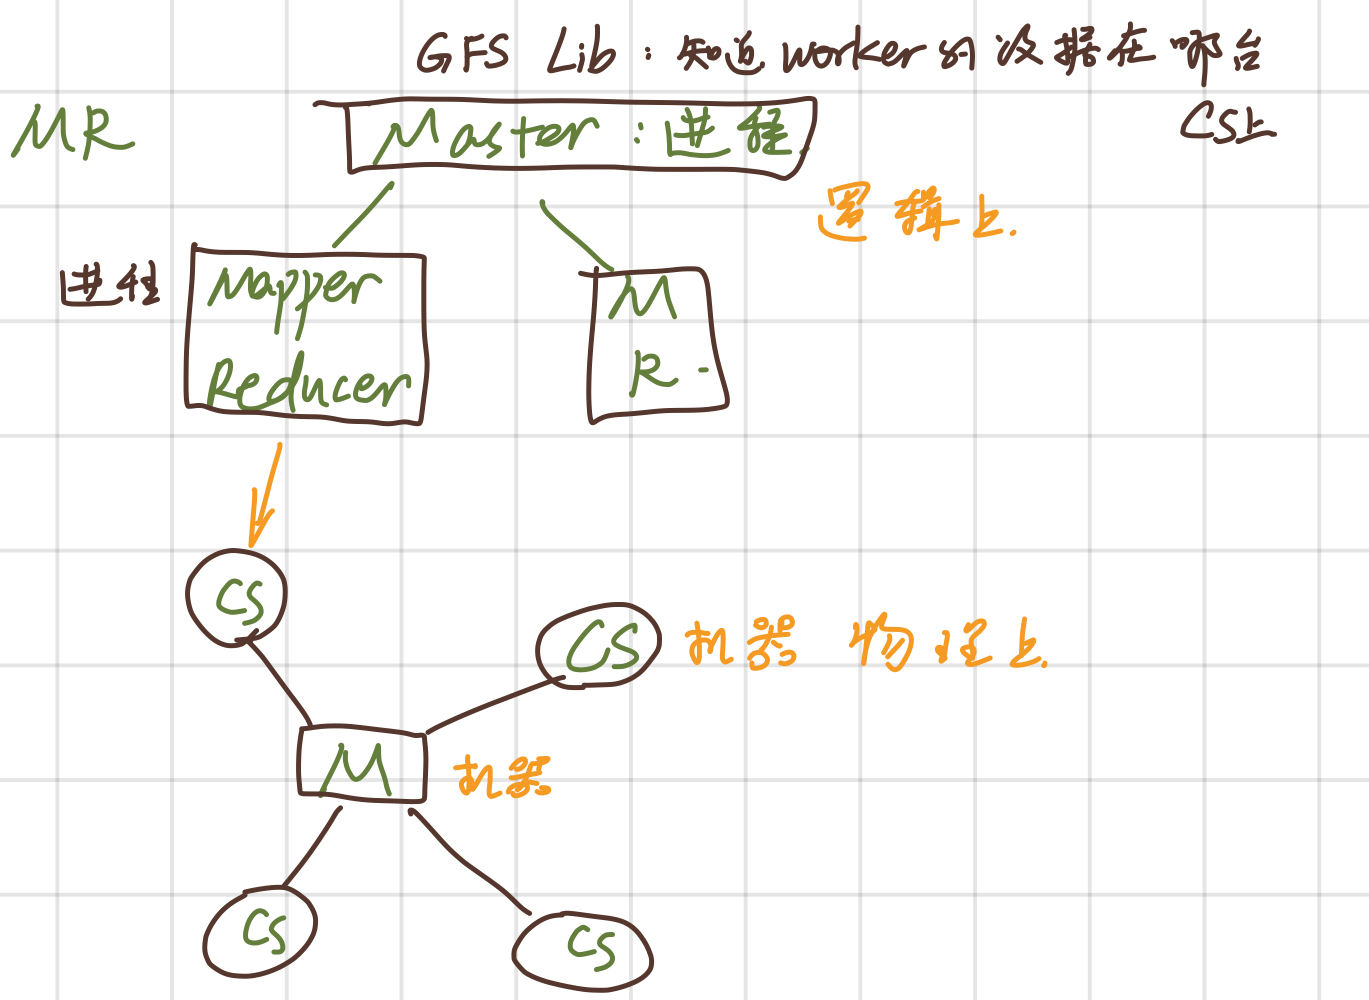 GFS Lib：知道worker的数据在哪台
CS上
MR
Master：进程
逻辑上.
进程
Mapper
Reducer
M
R
CS
CS
机器 物理上.
M
机器
CS
CS